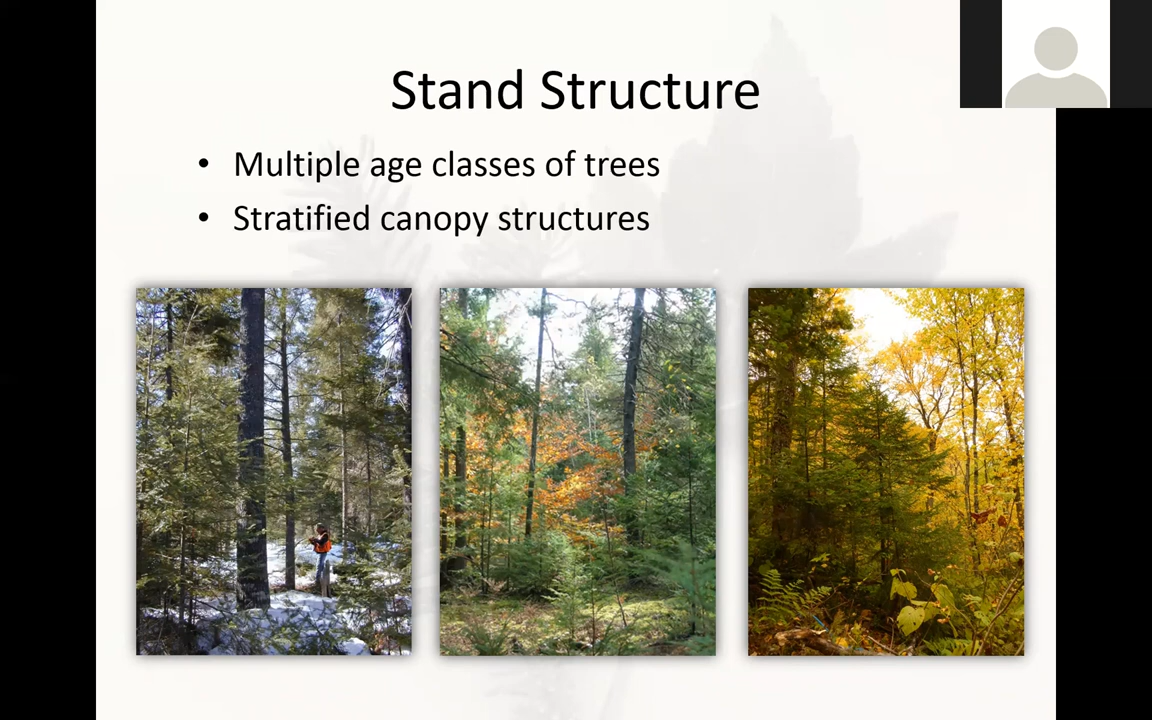 Stand Structure
• Multiple age classes of trees
• Stratified canopy structures